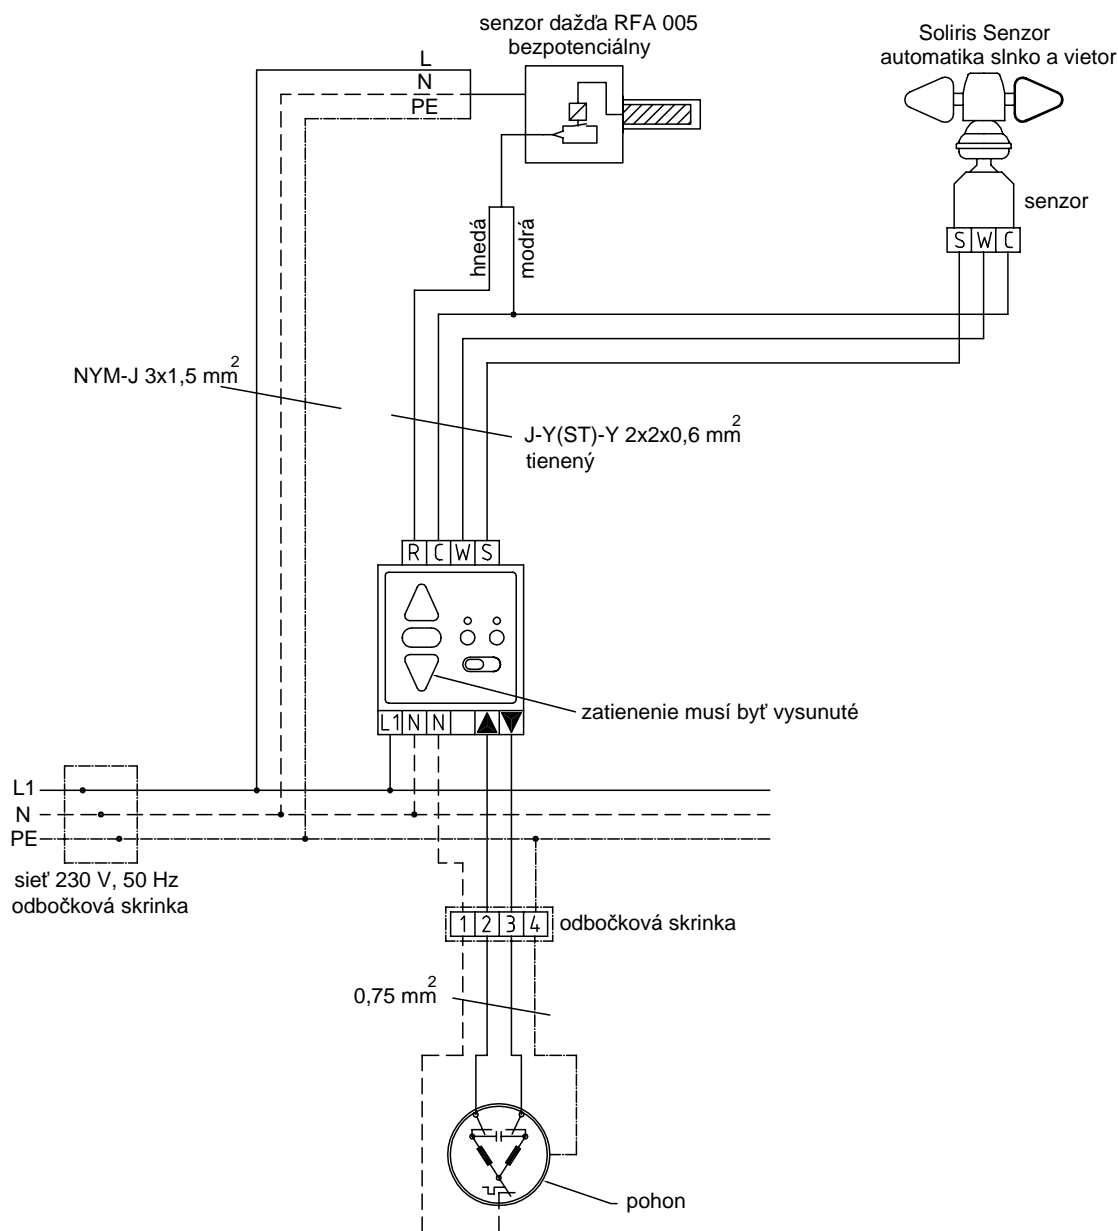 senzor dažďa RFA 005
bezpotenciálny
Soliris Senzor
automatika slnko a vietor
L
N
PE
senzor
S W C
hnedá
modrá
NYM-J 3x1,5 mm²
J-Y(ST)-Y 2x2x0,6 mm²
tienený
R C W S
zatienenie musí byť vysunuté
L1 N N
L1
N
PE
sieť 230 V, 50 Hz
odbočková skrinka
1 2 3 4
odbočková skrinka
0,75 mm²
pohon